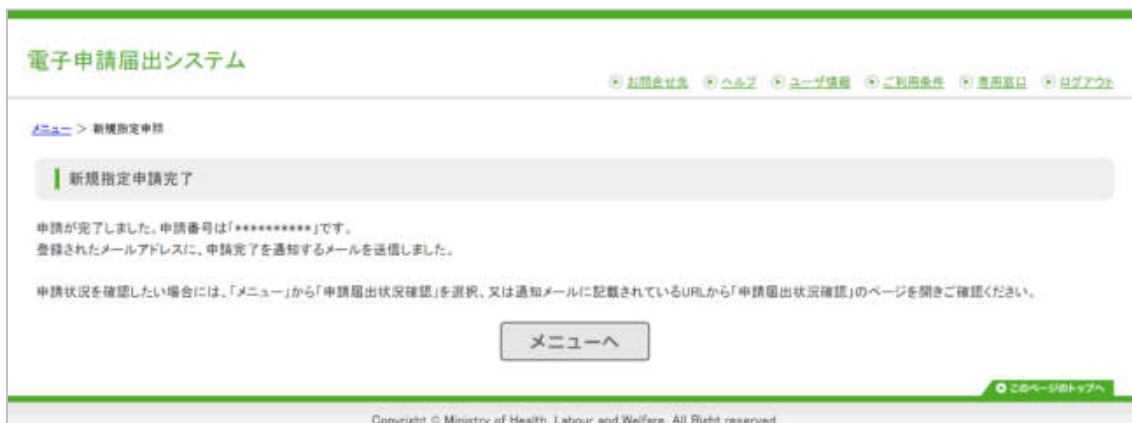 電子申請届出システム
お問合せ先 ヘルプ ユーザ情報 ご利用条件 専用窓口 ログアウト
メニュー > 新規指定申請
新規指定申請完了
申請が完了しました。申請番号は「**********」です。
登録されたメールアドレスに、申請完了を通知するメールを送信しました。
申請状況を確認したい場合には、「メニュー」から「申請届出状況確認」を選択、又は通知メールに記載されているURLから「申請届出状況確認」のページを開きご確認ください。
メニューへ
このページのトップへ
Copyright © Ministry of Health, Labour and Welfare, All Right reserved.